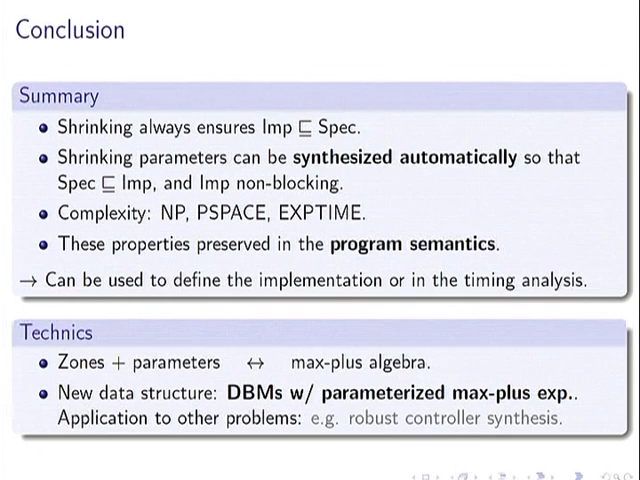 Conclusion
Summary
• Shrinking always ensures Imp ⊑ Spec.
• Shrinking parameters can be synthesized automatically so that
Spec ⊑ Imp, and Imp non-blocking.
• Complexity: NP, PSPACE, EXPTIME.
• These properties preserved in the program semantics.
→ Can be used to define the implementation or in the timing analysis.
Technics
• Zones + parameters ↔ max-plus algebra.
• New data structure: DBMs w/ parameterized max-plus exp..
Application to other problems: e.g. robust controller synthesis.